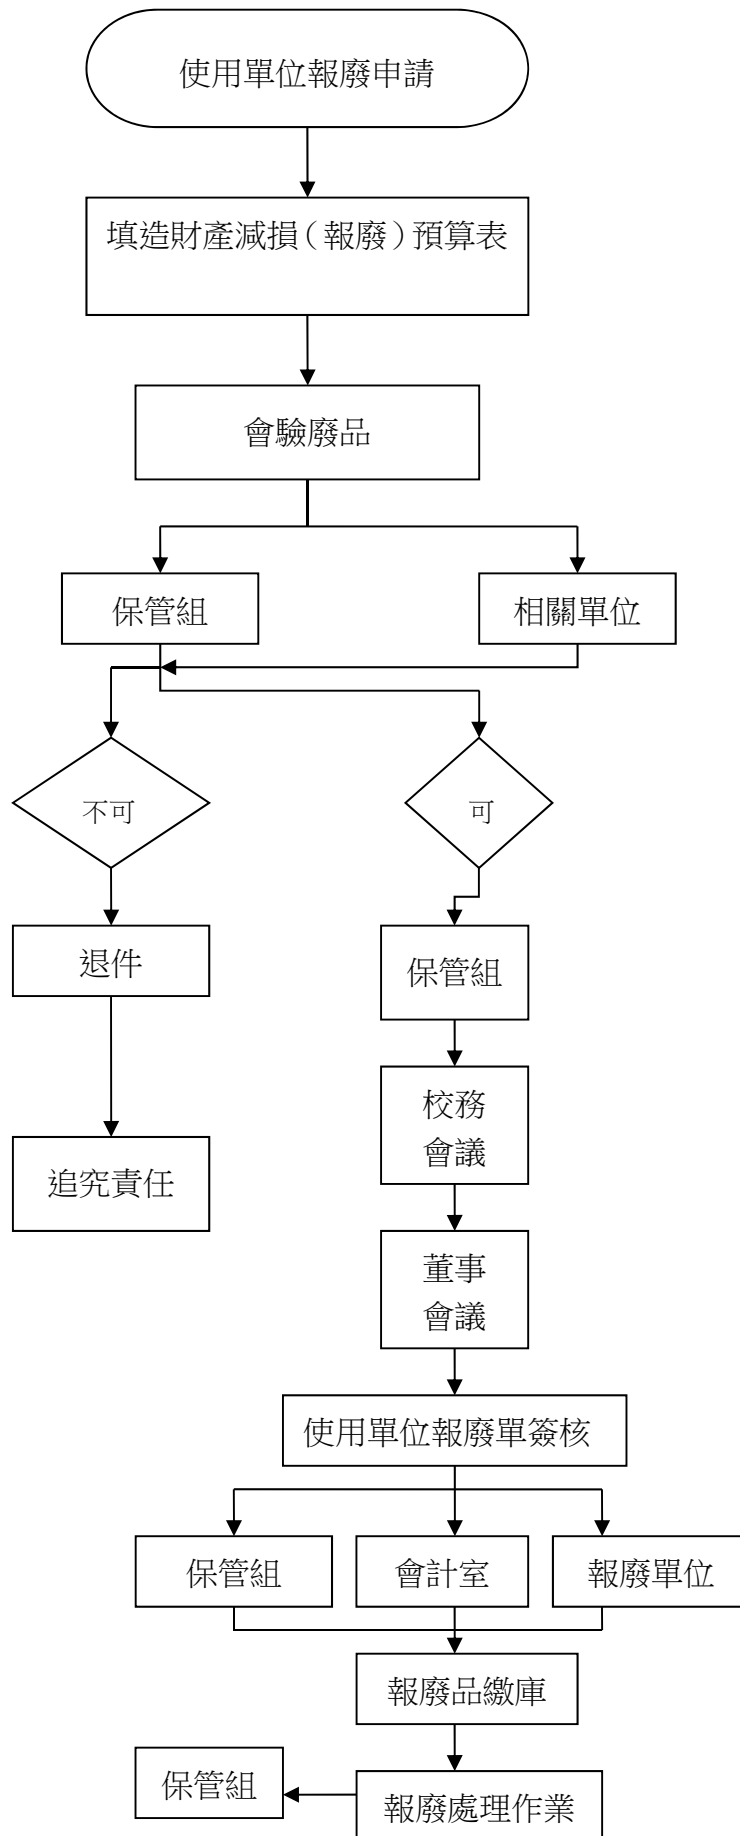 使用單位報廢申請
填造財產減損（報廢）預算表
會驗廢品
保管組
相關單位
不可
可
退件
保管組
追究責任
校務
會議
董事
會議
使用單位報廢單簽核
保管組
會計室
報廢單位
報廢品繳庫
保管組
報廢處理作業